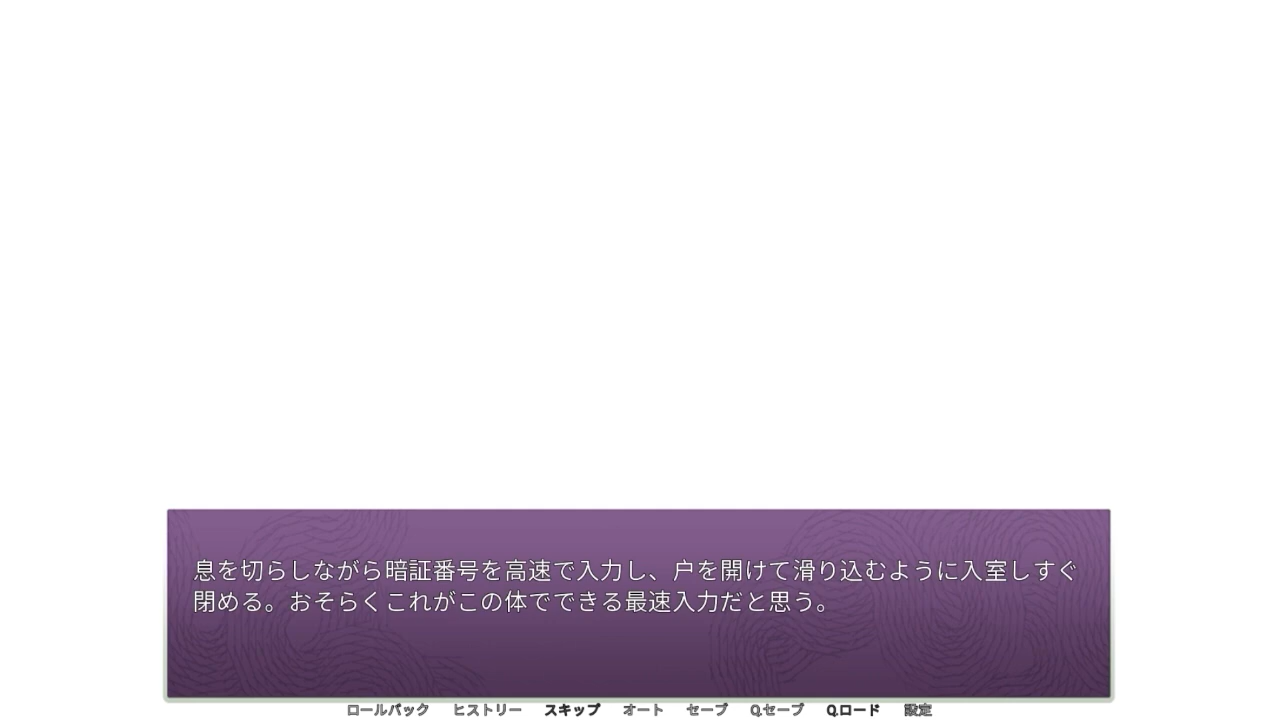 息を切らしながら暗証番号を高速で入力し、戸を開けて滑り込むように入室しすぐ
閉める。おそらくこれがこの体でできる最速入力だと思う。
ロールバック ヒストリー スキップ オート セーブ Q.セーブ Q.ロード 設定